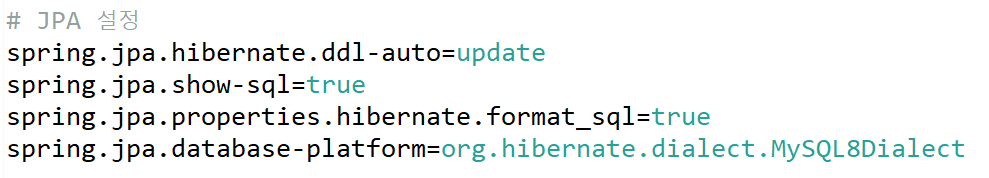 # JPA 설정
spring.jpa.hibernate.ddl-auto=update
spring.jpa.show-sql=true
spring.jpa.properties.hibernate.format_sql=true
spring.jpa.database-platform=org.hibernate.dialect.MySQL8Dialect